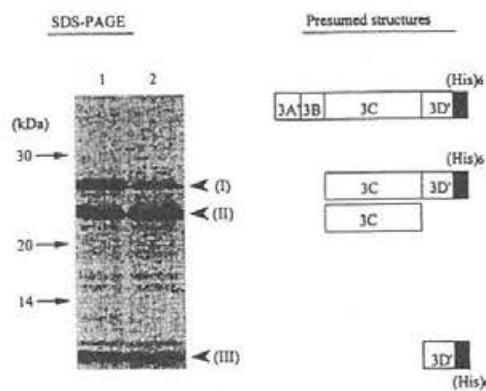 SDS-PAGE Presumed structures
1 2
(His)6
3A' 3B 3C 3D'
(kDa)
30
(I)
(His)6
3C 3D'
(II)
3C
20
14
(III)
3D'
(His)